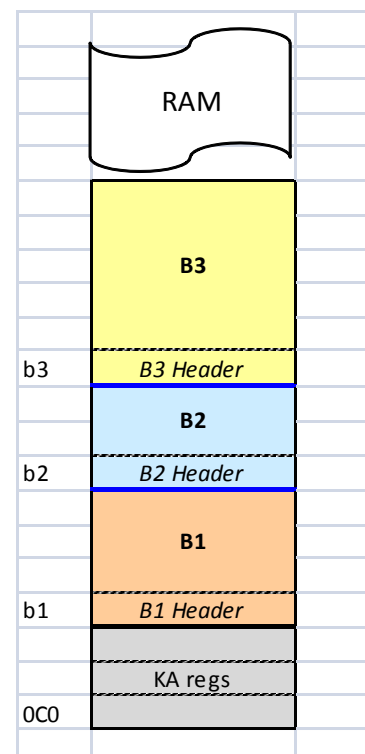 RAM
B3
b3 B3 Header
B2
b2 B2 Header
B1
b1 B1 Header
KA regs
0C0